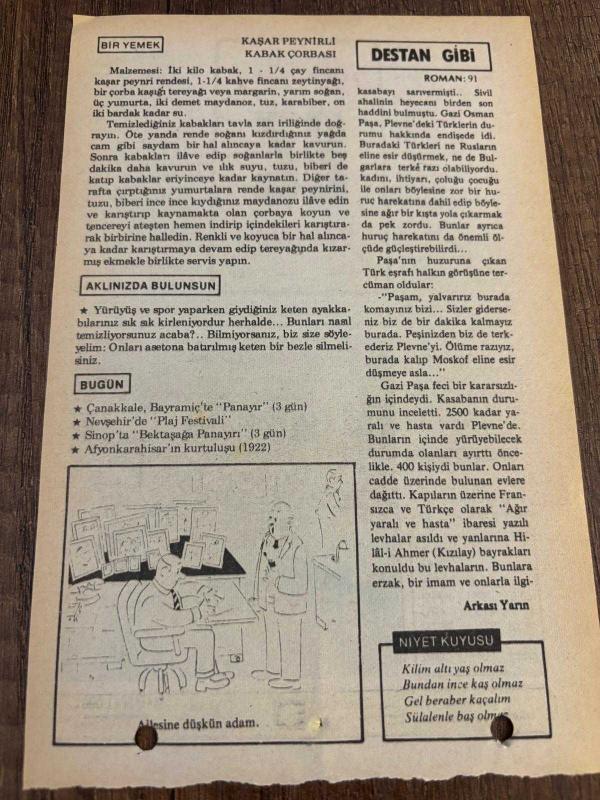 BİR YEMEK
KAŞAR PEYNİRLİ
KABAK ÇORBASI
Malzemesi: İki kilo kabak, 1 - 1/4 çay fincanı
kaşar peynri rendesi, 1-1/4 kahve fincanı zeytinyağı,
bir çorba kaşığı tereyağı veya margarin, yarım soğan,
üç yumurta, iki demet maydanoz, tuz, karabiber, on
iki bardak kadar su.
Temizlediğiniz kabakları tavla zarı iriliğinde doğ-
rayın. Öte yanda rende soğanı kızdırdığınız yağda
cam gibi saydam bir hal alıncaya kadar kavurun.
Sonra kabakları ilâve edip soğanlarla birlikte beş
dakika daha kavurun ve ılık suyu, tuzu, biberi de
katıp kabaklar eriyinceye kadar kaynatın. Diğer ta-
rafta çırptığınız yumurtalara rende kaşar peynirini,
tuzu, biberi ince ince kıydığınız maydanozu ilâve edin
ve karıştırıp kaynamakta olan çorbaya koyun ve
tencereyi ateşten hemen indirip içindekileri karıştıra-
rak birbirine halledin. Renkli ve koyuca bir hal alınca-
ya kadar karıştırmaya devam edip tereyağında kızar-
mış ekmekle birlikte servis yapın.
AKLINIZDA BULUNSUN
★ Yürüyüş ve spor yaparken giydiğiniz keten ayakka-
bılarınız sık sık kirleniyordur herhalde... Bunları nasıl
temizliyorsunuz acaba?.. Bilmiyorsanız, biz size söyle-
yelim: Onları asetona batırılmış keten bir bezle silmeli-
siniz.
BUGÜN
★ Çanakkale, Bayramiç'te "Panayır" (3 gün)
★ Nevşehir'de "Plaj Festivali"
★ Sinop'ta "Bektaşağa Panayırı" (3 gün)
★ Afyonkarahisar'ın kurtuluşu (1922)
Ailesine düşkün adam.
DESTAN GİBİ
ROMAN: 91
kasabayı sarıvermişti.. Sivil
ahalinin heyecanı birden son
haddini bulmuştu. Gazi Osman
Paşa, Plevne'deki Türklerin du-
rumu hakkında endişede idi.
Buradaki Türkleri ne Rusların
eline esir düşürmek, ne de Bul-
garlara terke razı olabiliyordu.
kadını, ihtiyarı, çoluğu çocuğu
ile onları böylesine zor bir hu-
ruç harekatına dahil edip böyle-
sine ağır bir kışta yola çıkarmak
da pek zordu. Bunlar ayrıca
huruç harekatını da önemli öl-
çüde güçleştirebilirdi...
Paşa'nın huzuruna çıkan
Türk eşrafı halkın görüşüne ter-
cüman oldular:
-"Paşam, yalvarırız burada
komayınız bizi... Sizler giderse-
niz biz de bir dakika kalmayız
burada. Peşinizden biz de terk-
ederiz Plevne'yi. Ölüme razıyız,
burada kalıp Moskof eline esir
düşmeye asla..."
Gazi Paşa feci bir kararsızlı-
ğın içindeydi. Kasabanın duru-
munu inceletti. 2500 kadar ya-
ralı ve hasta vardı Plevne'de.
Bunların içinde yürüyebilecek
durumda olanları ayırttı önce-
likle. 400 kişiydi bunlar. Onları
cadde üzerinde bulunan evlere
dağıttı. Kapıların üzerine Fran-
sızca ve Türkçe olarak "Ağır
yaralı ve hasta" ibaresi yazılı
levhalar asıldı ve yanlarına Hi-
lâl-i Ahmer (Kızılay) bayrakları
konuldu bu levhaların. Bunlara
erzak, bir imam ve onlarla ilgi-
Arkası Yarın
NİYET KUYUSU
Kilim altı yaş olmaz
Bundan ince kaş olmaz
Gel beraber kaçalım
Sülalenle baş olmaz